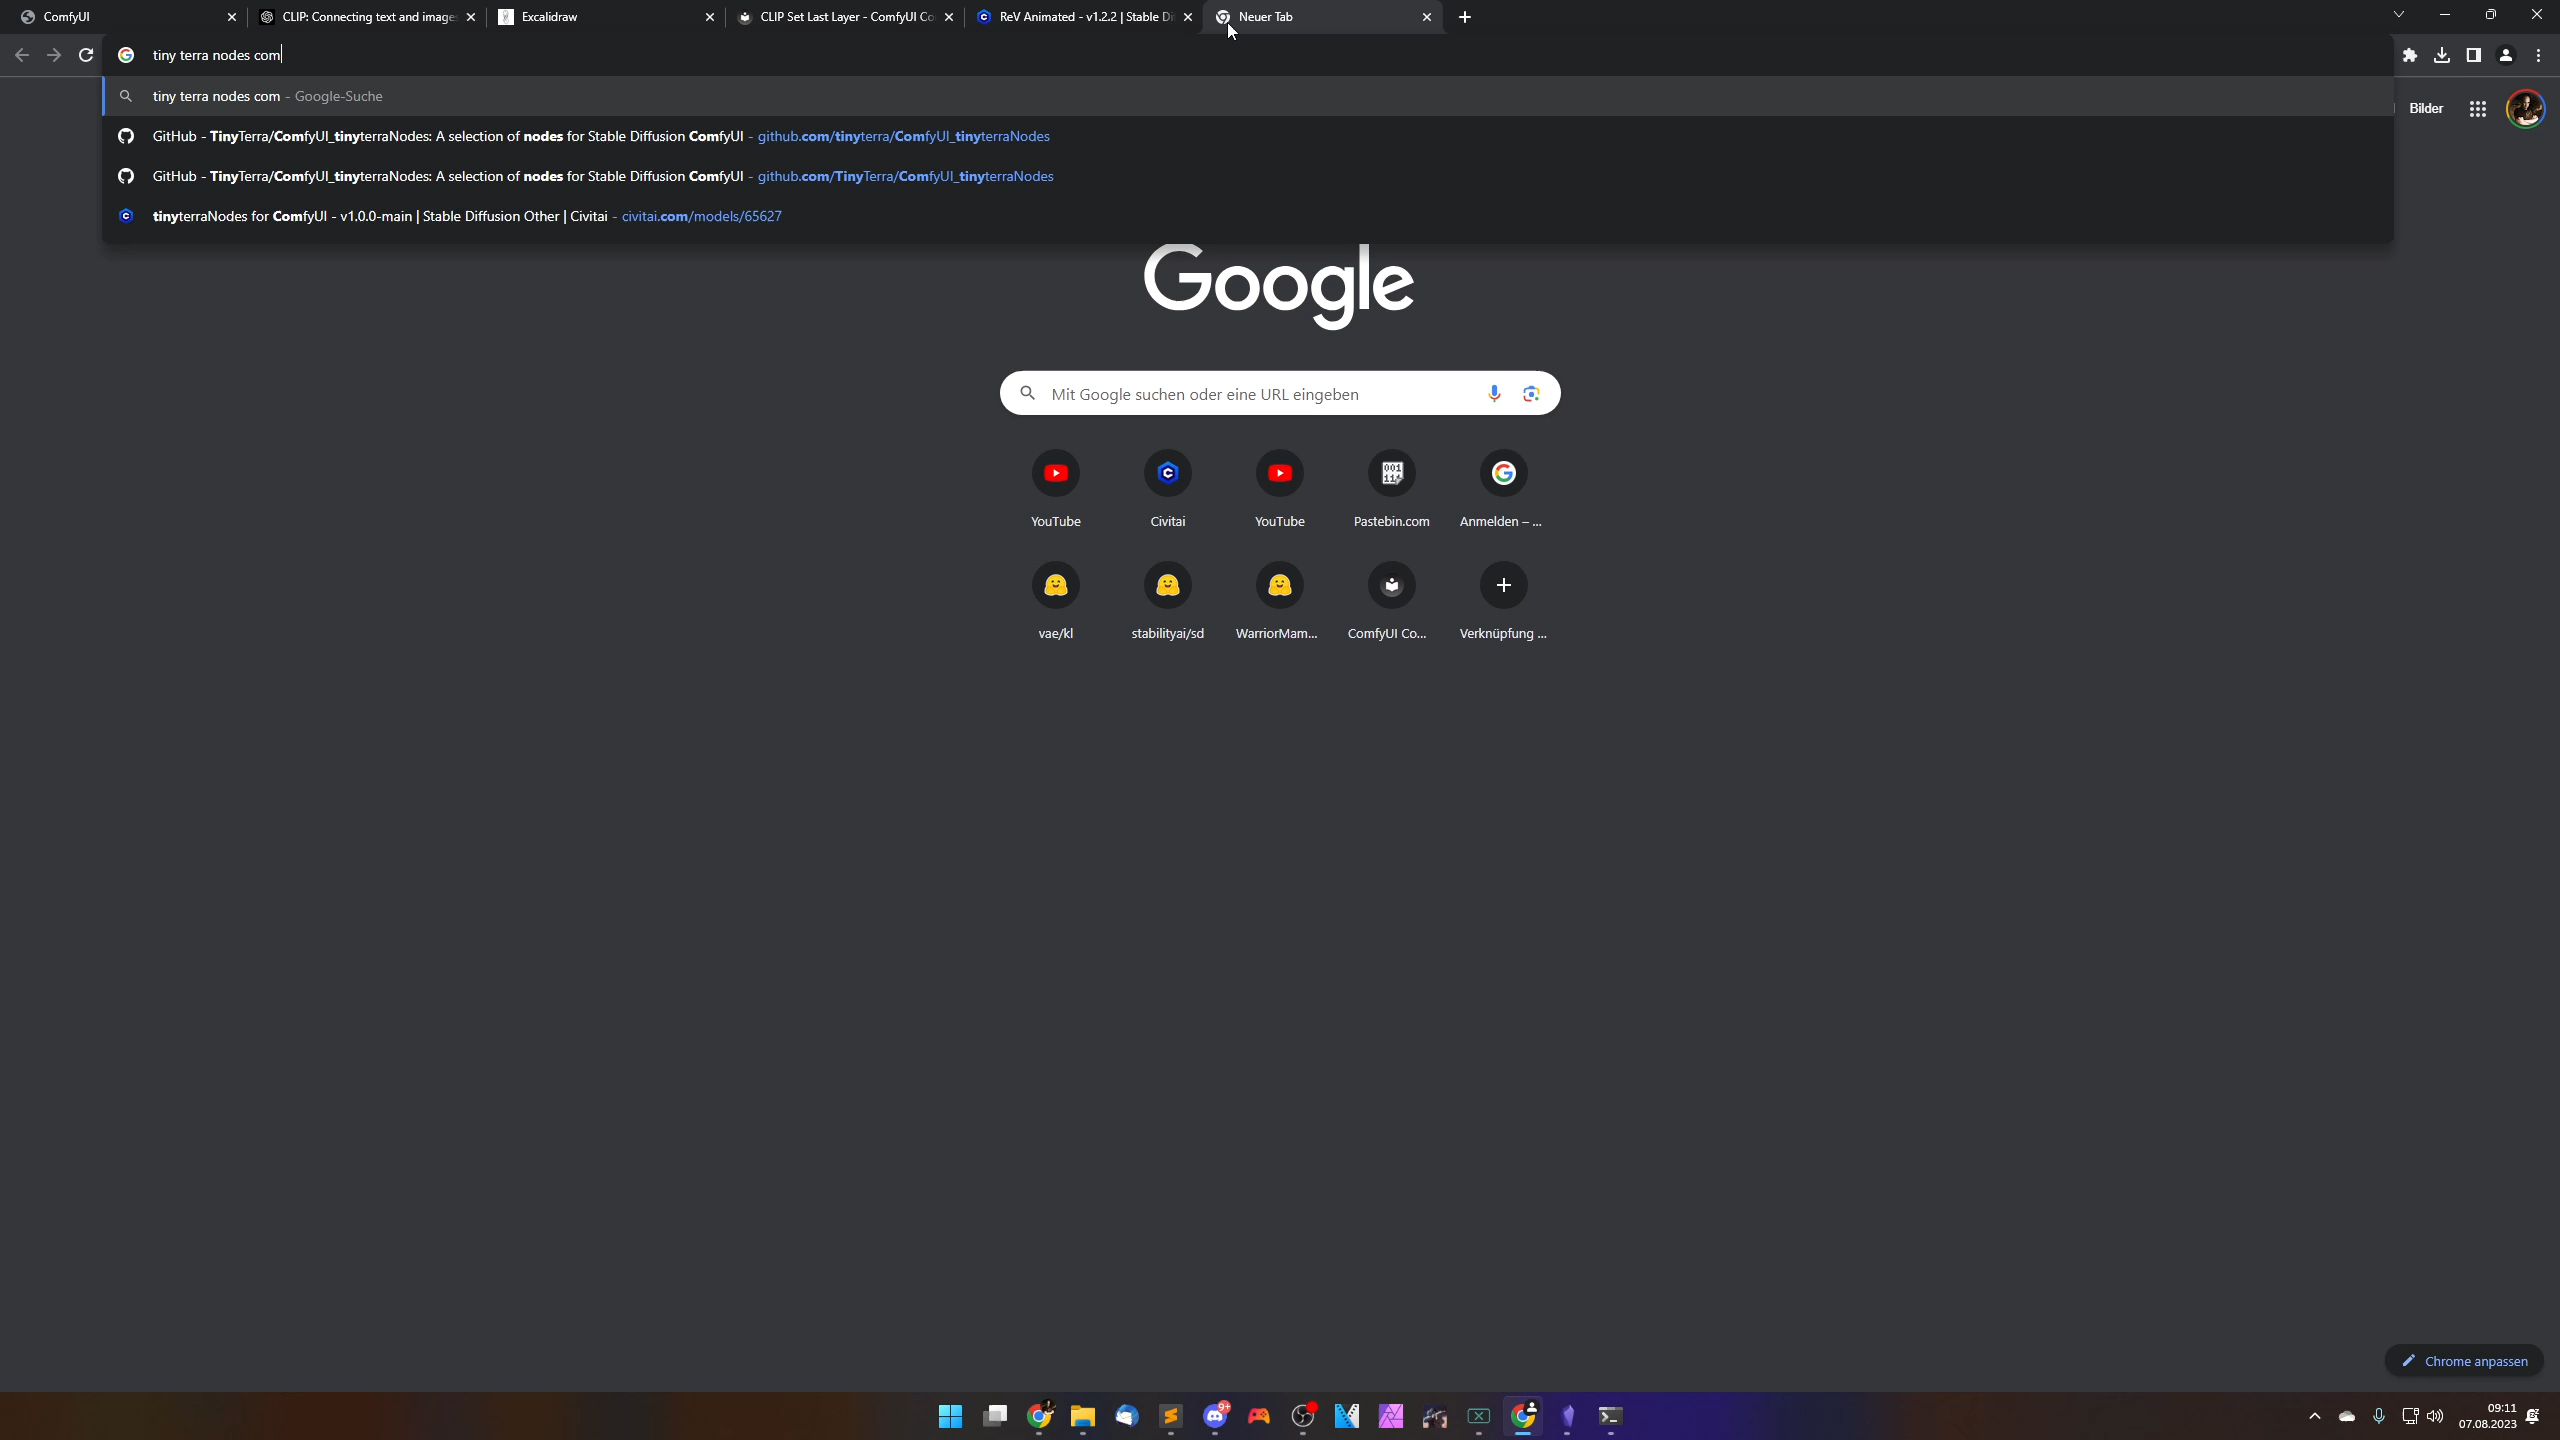 ComfyUI
CLIP: Connecting text and image
Excalidraw
CLIP Set Last Layer - ComfyUI Co
ReV Animated - v1.2.2 | Stable Di
Neuer Tab
tiny terra nodes com
tiny terra nodes com - Google-Suche
GitHub - TinyTerra/ComfyUI_tinyterraNodes: A selection of nodes for Stable Diffusion ComfyUI - github.com/tinyterra/ComfyUI_tinyterraNodes
Bilder
GitHub - TinyTerra/ComfyUI_tinyterraNodes: A selection of nodes for Stable Diffusion ComfyUI - github.com/TinyTerra/ComfyUI_tinyterraNodes
tinyterraNodes for ComfyUI - v1.0.0-main | Stable Diffusion Other | Civitai - civitai.com/models/65627
Google
Mit Google suchen oder eine URL eingeben
YouTube
Civitai
YouTube
Pastebin.com
Anmelden – ...
vae/kl
stabilityai/sd
WarriorMam...
ComfyUI Co...
Verknüpfung ...
Chrome anpassen
9+
09:11
07.08.2023